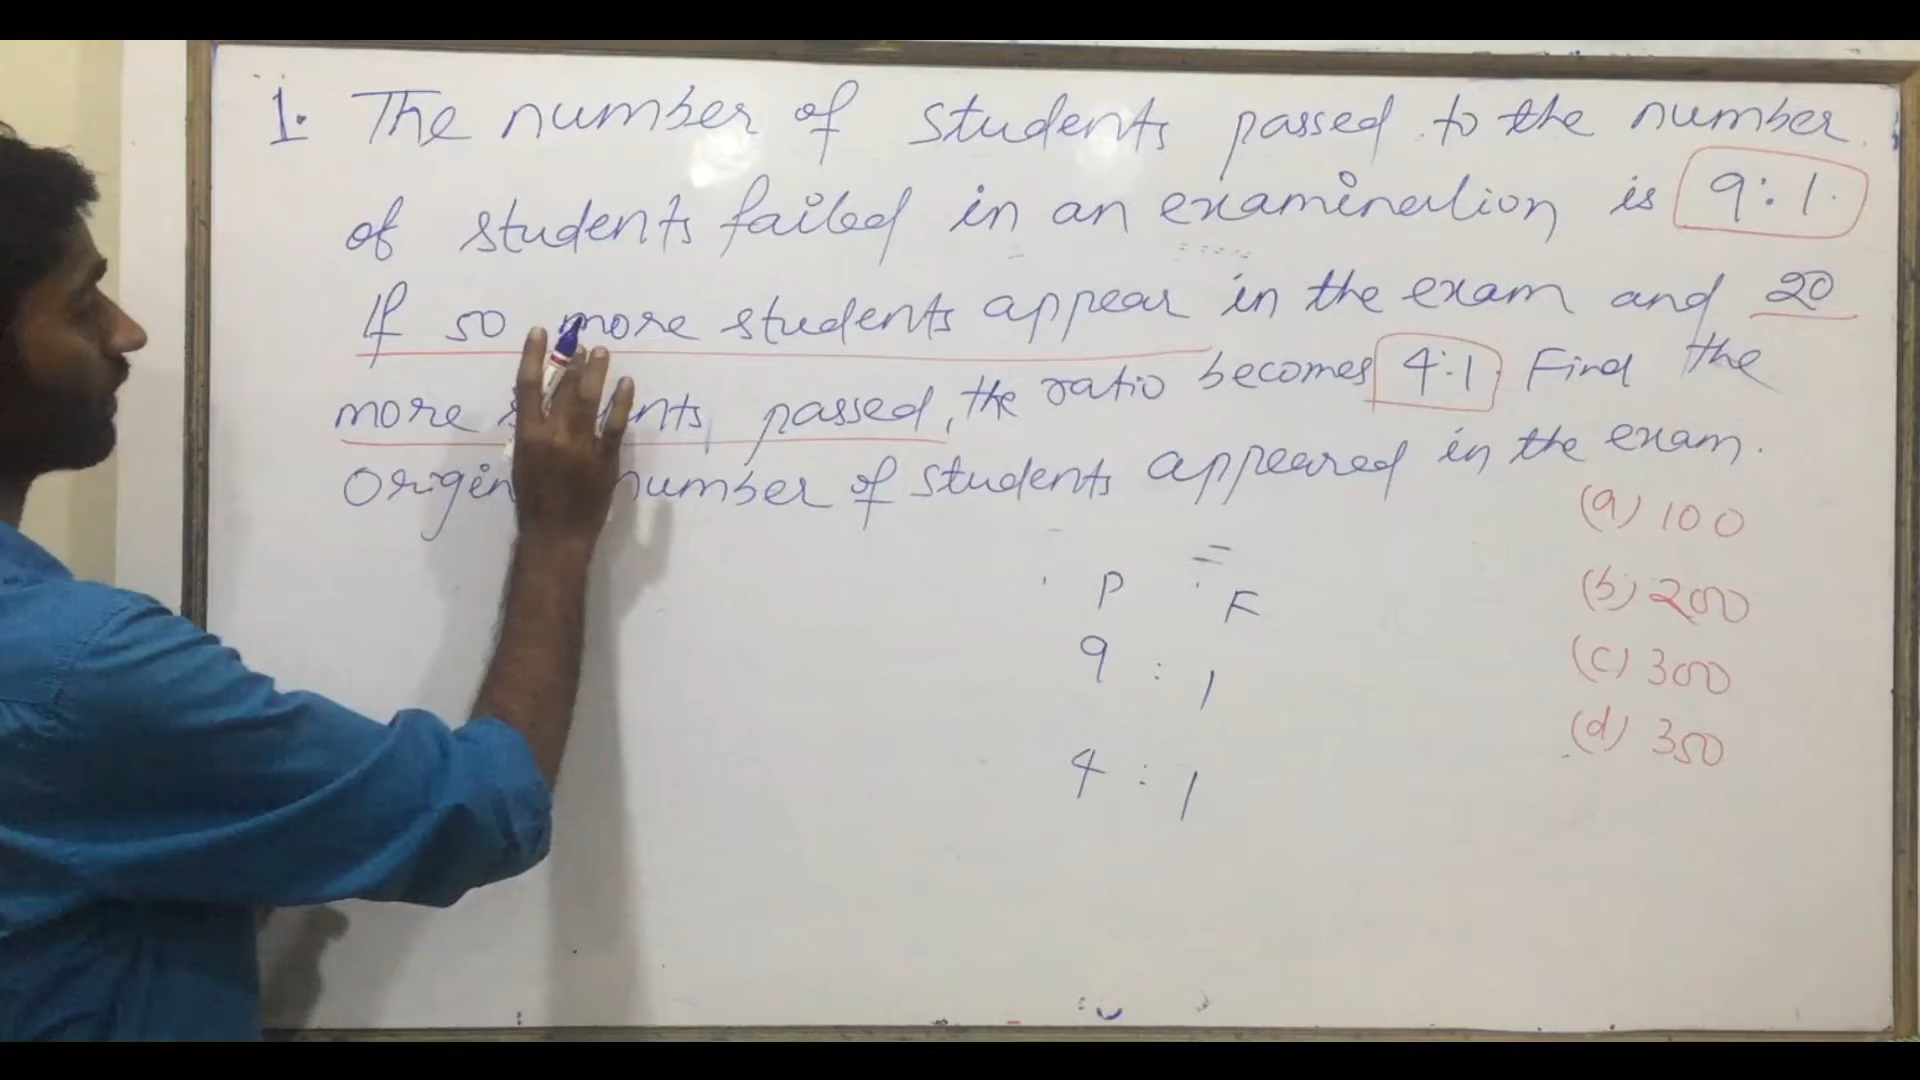 1. The number of students passed to the number
of students failed in an examination is 9:1.
If 50 more students appear in the exam and 20
more passed, the ratio becomes 4:1. Find the
number of students appeared in the exam.
(a) 100
(b) 200
(c) 300
(d) 350
P F
9 : 1
4 : 1